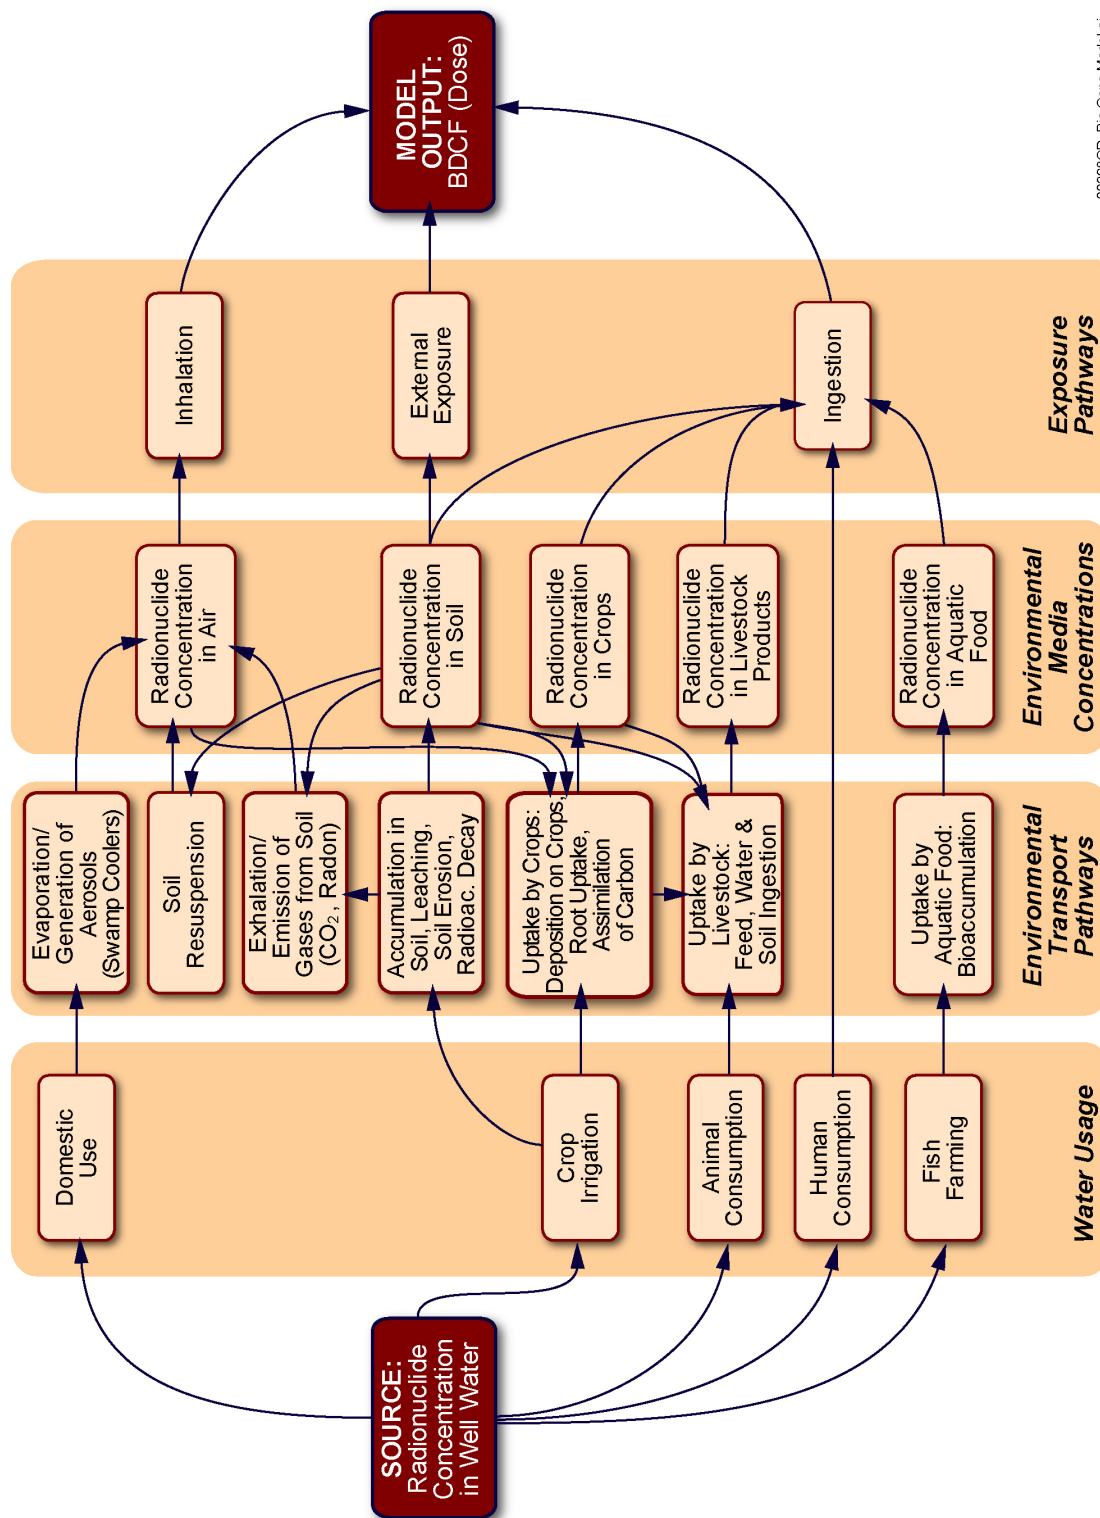 SOURCE:
Radionuclide
Concentration
in Well Water
Domestic
Use
Crop
Irrigation
Animal
Consumption
Human
Consumption
Fish
Farming
Water Usage
Evaporation/
Generation of
Aerosols
(Swamp Coolers)
Soil
Resuspension
Exhalation/
Emission of
Gases from Soil
(CO₂ , Radon)
Accumulation in
Soil, Leaching,
Soil Erosion,
Radioac. Decay
Uptake by Crops:
Deposition on Crops,
Root Uptake,
Assimilation
of Carbon
Uptake by
Livestock:
Feed, Water &
Soil Ingestion
Uptake by
Aquatic Food:
Bioaccumulation
Environmental
Transport
Pathways
Radionuclide
Concentration
in Air
Radionuclide
Concentration
in Soil
Radionuclide
Concentration
in Crops
Radionuclide
Concentration
in Livestock
Products
Radionuclide
Concentration
in Aquatic
Food
Environmental
Media
Concentrations
Inhalation
External
Exposure
Ingestion
Exposure
Pathways
MODEL
OUTPUT:
BDCF (Dose)